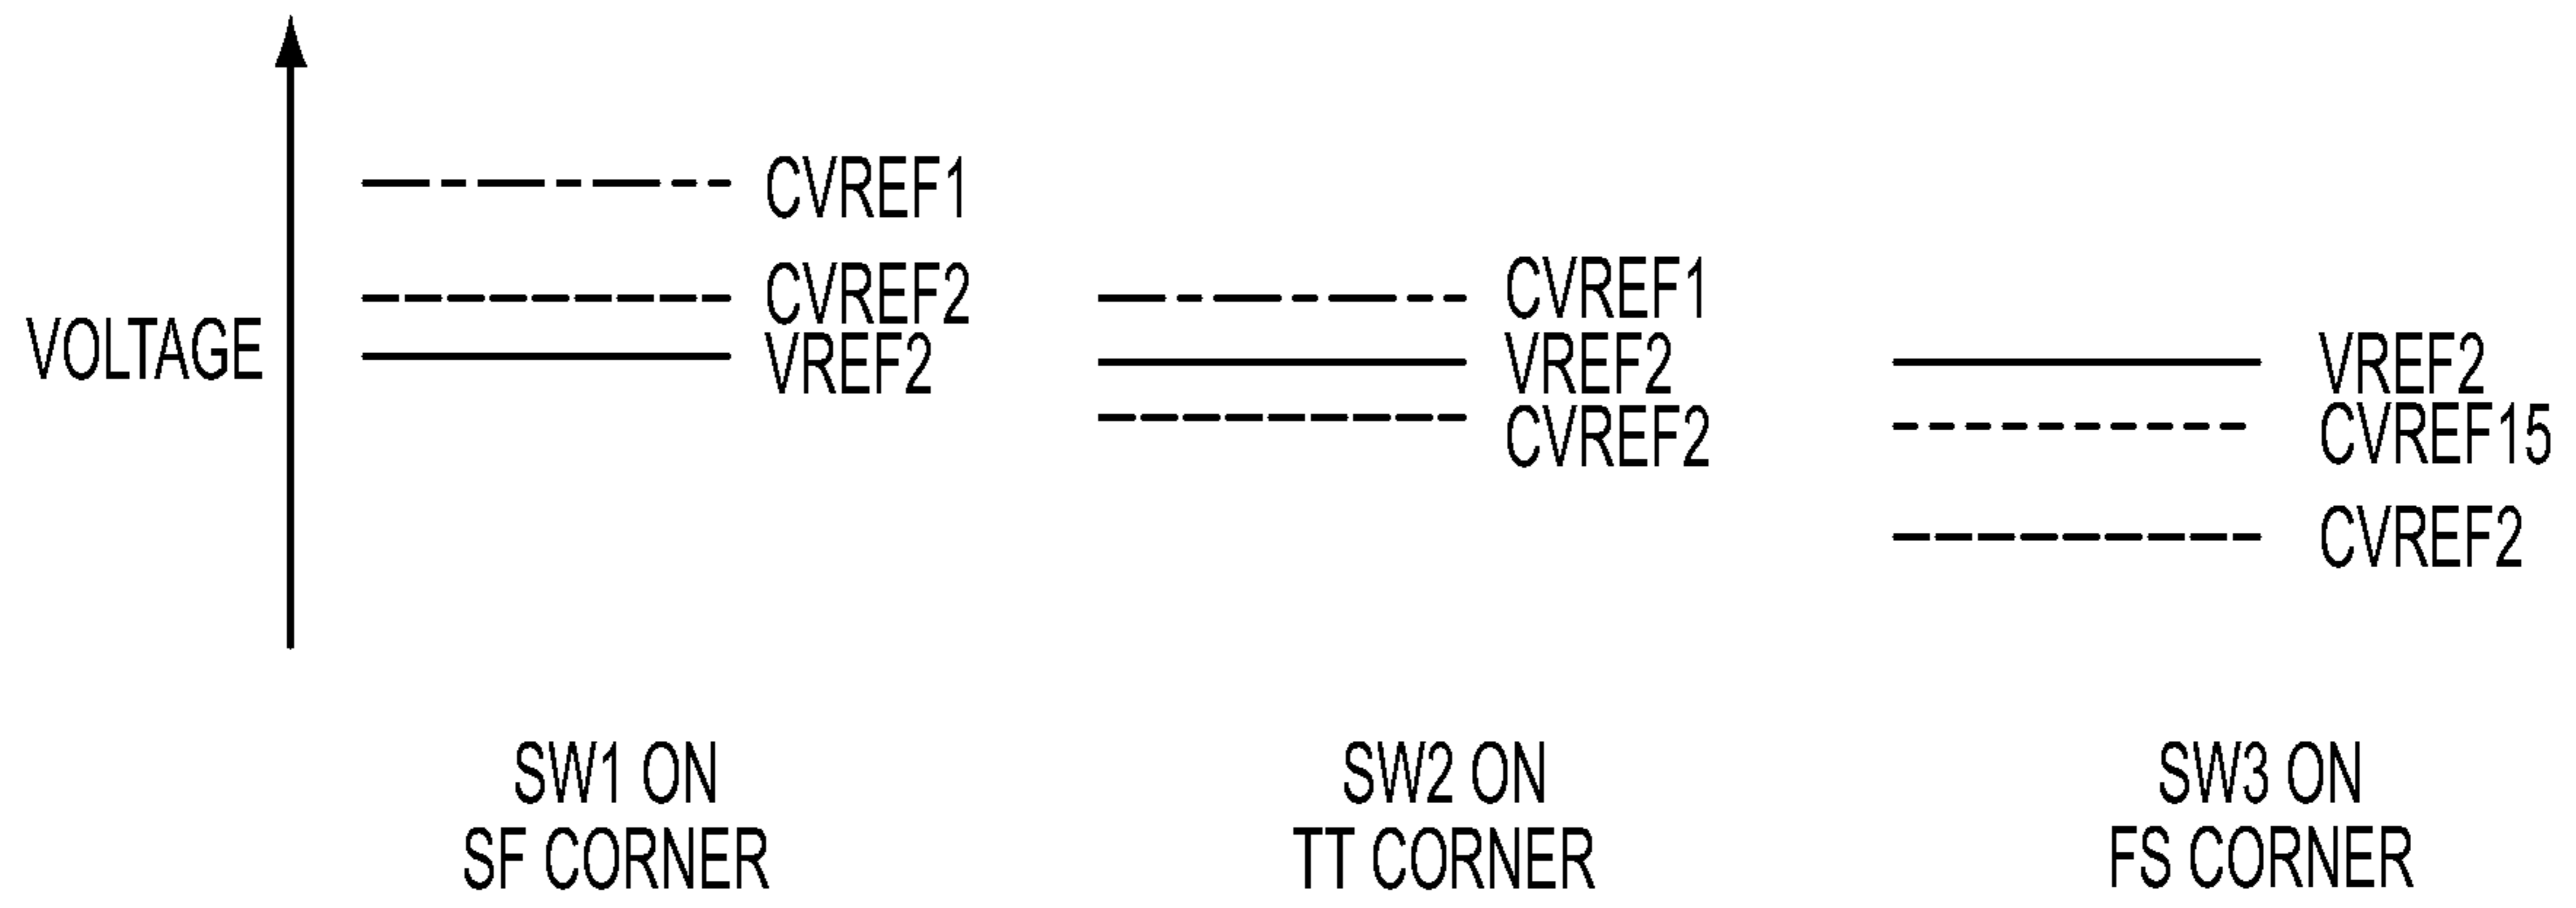 VOLTAGE
CVREF1
CVREF2
VREF2
CVREF1
VREF2
CVREF2
VREF2
CVREF15
CVREF2
SW1 ON
SF CORNER
SW2 ON
TT CORNER
SW3 ON
FS CORNER